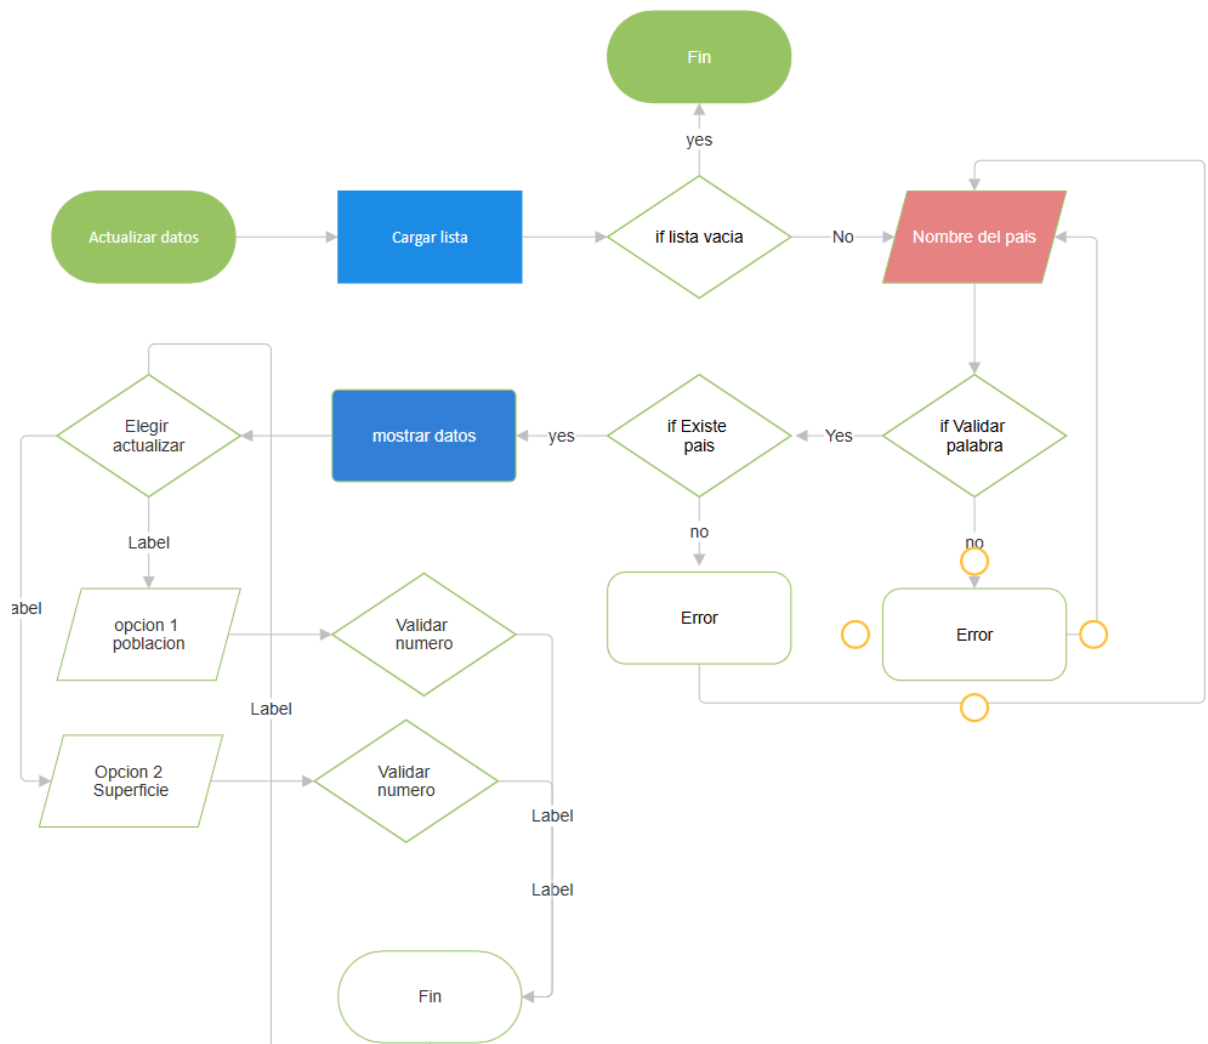 Fin
yes
Actualizar datos
Cargar lista
if lista vacia
No
Nombre del pais
Elegir
actualizar
mostrar datos
yes
if Existe
pais
Yes
if Validar
palabra
no
no
Label
abel
opcion 1
poblacion
Validar
numero
Error
Error
Label
Opcion 2
Superficie
Validar
numero
Label
Label
Fin